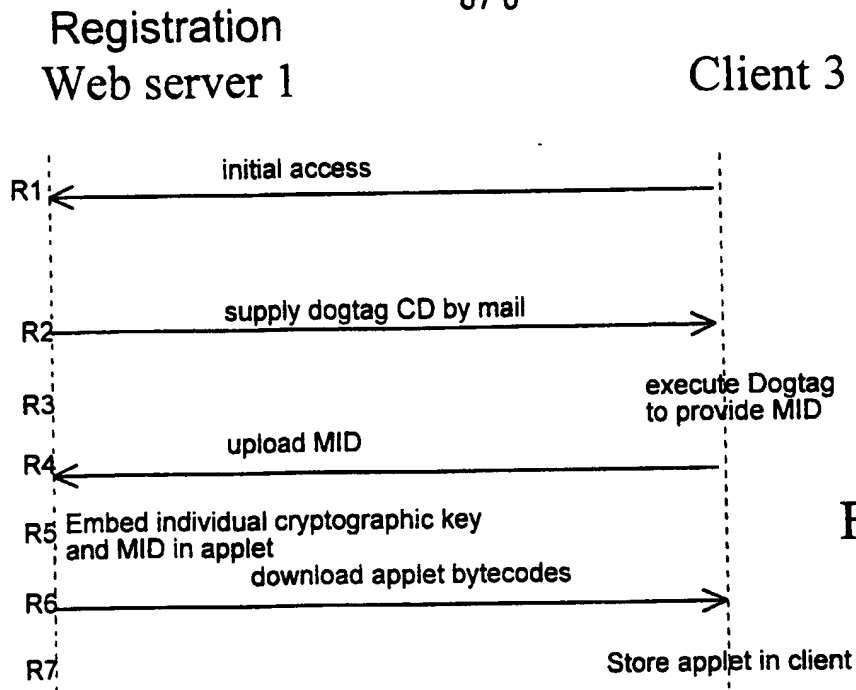 Registration
Web server 1
Client 3
R1
initial access
R2
supply dogtag CD by mail
R3
execute Dogtag
to provide MID
R4
upload MID
R5
Embed individual cryptographic key
and MID in applet
R6
download applet bytecodes
R7
Store applet in client